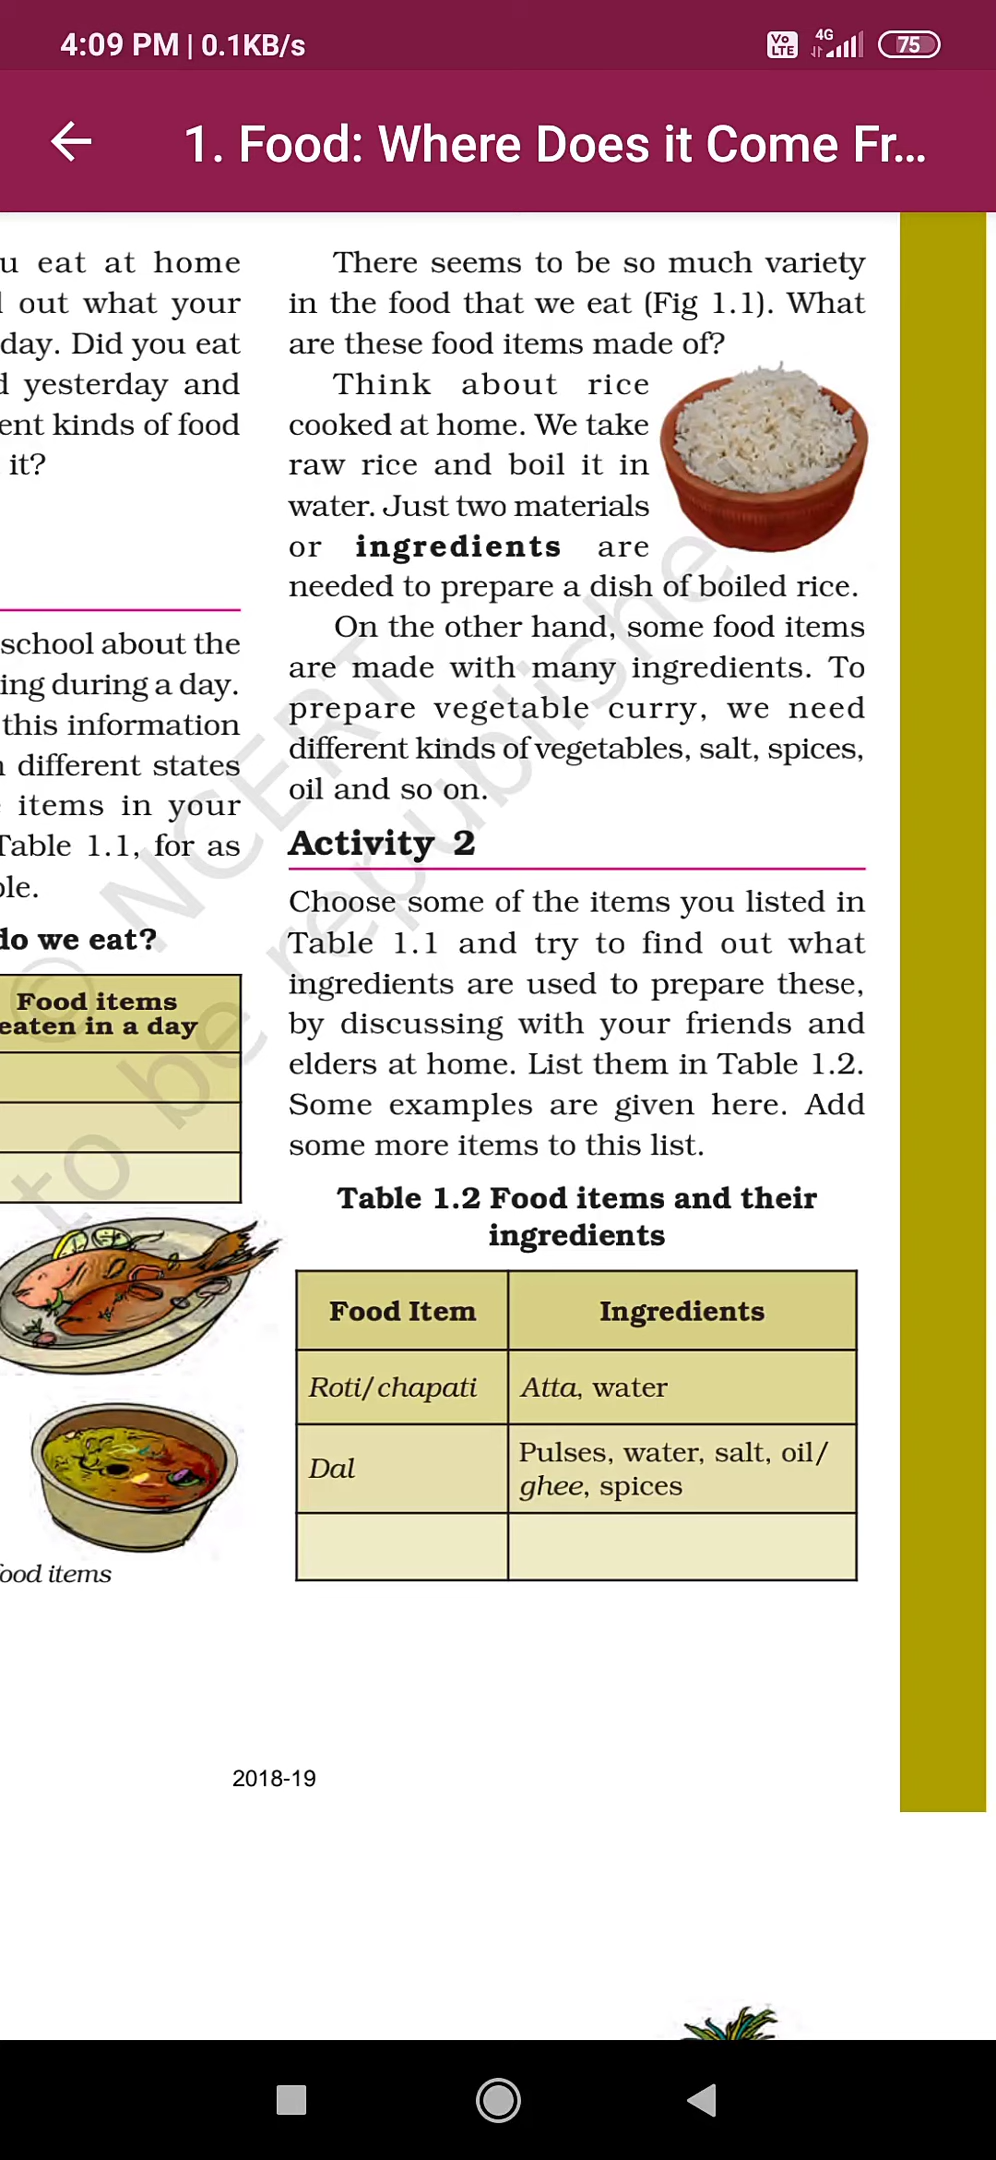 4:09 PM | 0.1KB/s
Vo
LTE
4G
75
1. Food: Where Does it Come Fr...
u eat at home
out what your
day. Did you eat
d yesterday and
ent kinds of food
it?
school about the
ing during a day.
this information
different states
items in your
Table 1.1, for as
ple.
do we eat?
Food items
eaten in a day
food items
There seems to be so much variety
in the food that we eat (Fig 1.1). What
are these food items made of?
Think about rice
cooked at home. We take
raw rice and boil it in
water. Just two materials
or ingredients are
needed to prepare a dish of boiled rice.
On the other hand, some food items
are made with many ingredients. To
prepare vegetable curry, we need
different kinds of vegetables, salt, spices,
oil and so on.
Activity 2
Choose some of the items you listed in
Table 1.1 and try to find out what
ingredients are used to prepare these,
by discussing with your friends and
elders at home. List them in Table 1.2.
Some examples are given here. Add
some more items to this list.
Table 1.2 Food items and their
ingredients
Food Item Ingredients
Roti/chapati Atta, water
Dal Pulses, water, salt, oil/
ghee, spices
© NCERT
to be republishe
2018-19